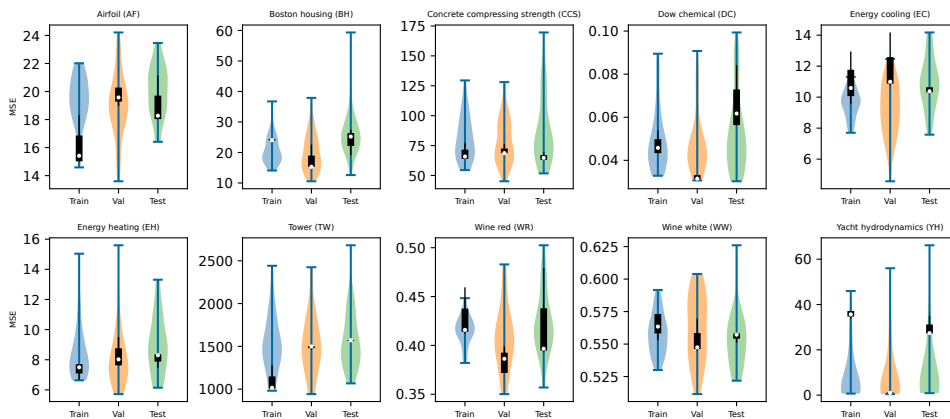 Airfoil (AF)
Boston housing (BH)
Concrete compressing strength (CCS)
Dow chemical (DC)
Energy cooling (EC)
MSE
24
22
20
18
16
14
Train
Val
Test
60
50
40
30
20
10
Train
Val
Test
175
150
125
100
75
50
Train
Val
Test
0.10
0.08
0.06
0.04
Train
Val
Test
14
12
10
8
6
Train
Val
Test
Energy heating (EH)
Tower (TW)
Wine red (WR)
Wine white (WW)
Yacht hydrodynamics (YH)
MSE
16
14
12
10
8
6
Train
Val
Test
2500
2000
1500
1000
Train
Val
Test
0.50
0.45
0.40
0.35
Train
Val
Test
0.625
0.600
0.575
0.550
0.525
Train
Val
Test
60
40
20
0
Train
Val
Test